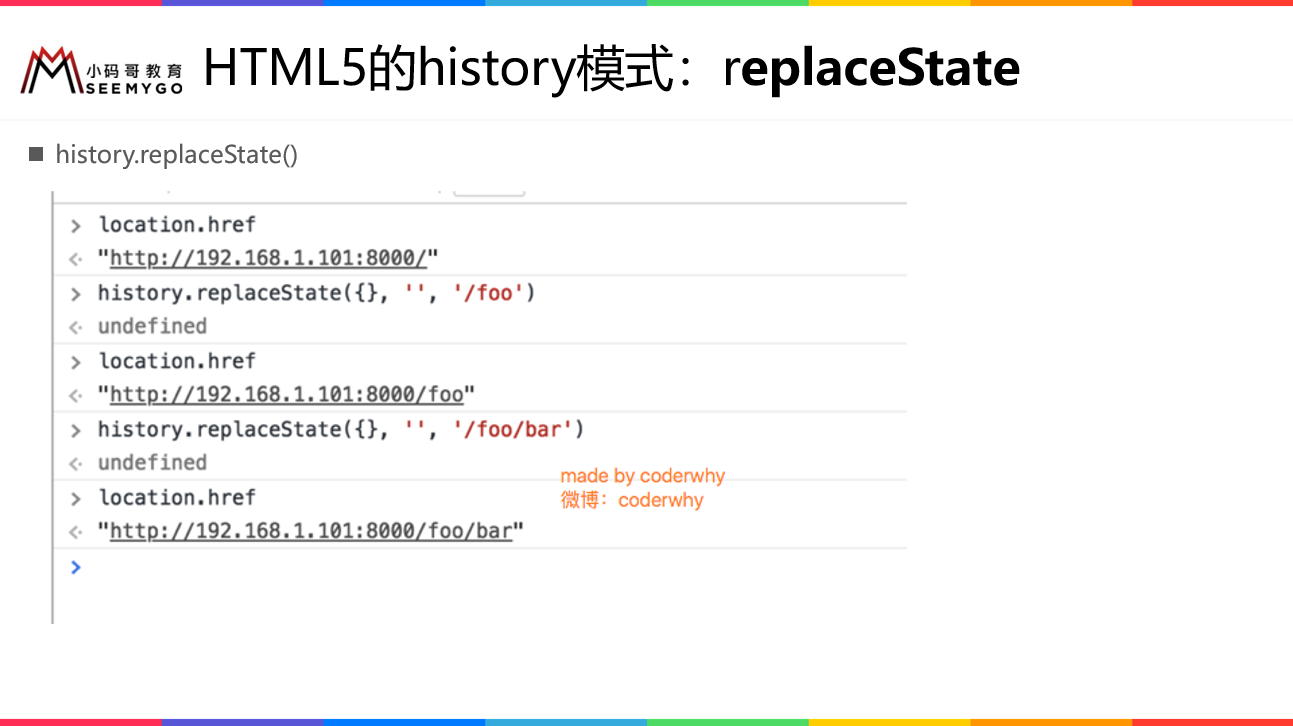 小码哥教育
SEEMYGO
HTML5的history模式：replaceState
history.replaceState()
> location.href
<· "http://192.168.1.101:8000/"
> history.replaceState({}, '', '/foo')
<· undefined
> location.href
<· "http://192.168.1.101:8000/foo"
> history.replaceState({}, '', '/foo/bar')
<· undefined
> location.href
<· "http://192.168.1.101:8000/foo/bar"
>
made by coderwhy
微博：coderwhy